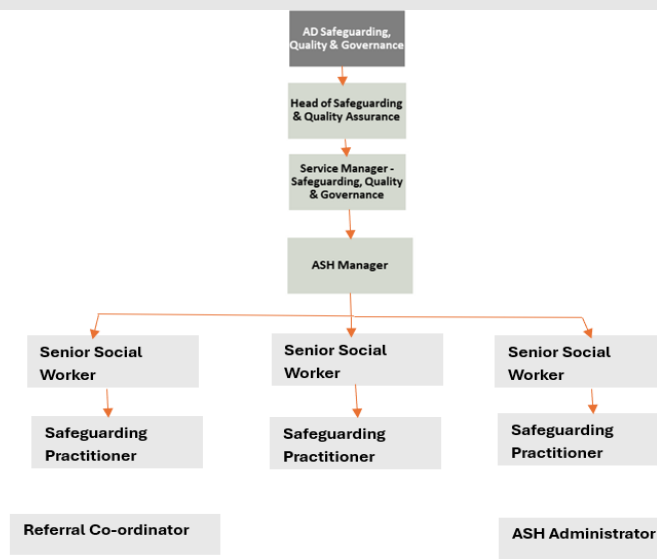 AD Safeguarding,
Quality & Governance
Head of Safeguarding
& Quality Assurance
Service Manager -
Safeguarding, Quality
& Governance
ASH Manager
Senior Social
Worker
Senior Social
Worker
Senior Social
Worker
Safeguarding
Practitioner
Safeguarding
Practitioner
Safeguarding
Practitioner
Referral Co-ordinator
ASH Administrator